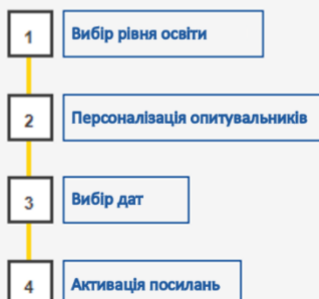 1 Вибір рівня освіти
2 Персоналізація опитувальників
3 Вибір дат
4 Активація посилань